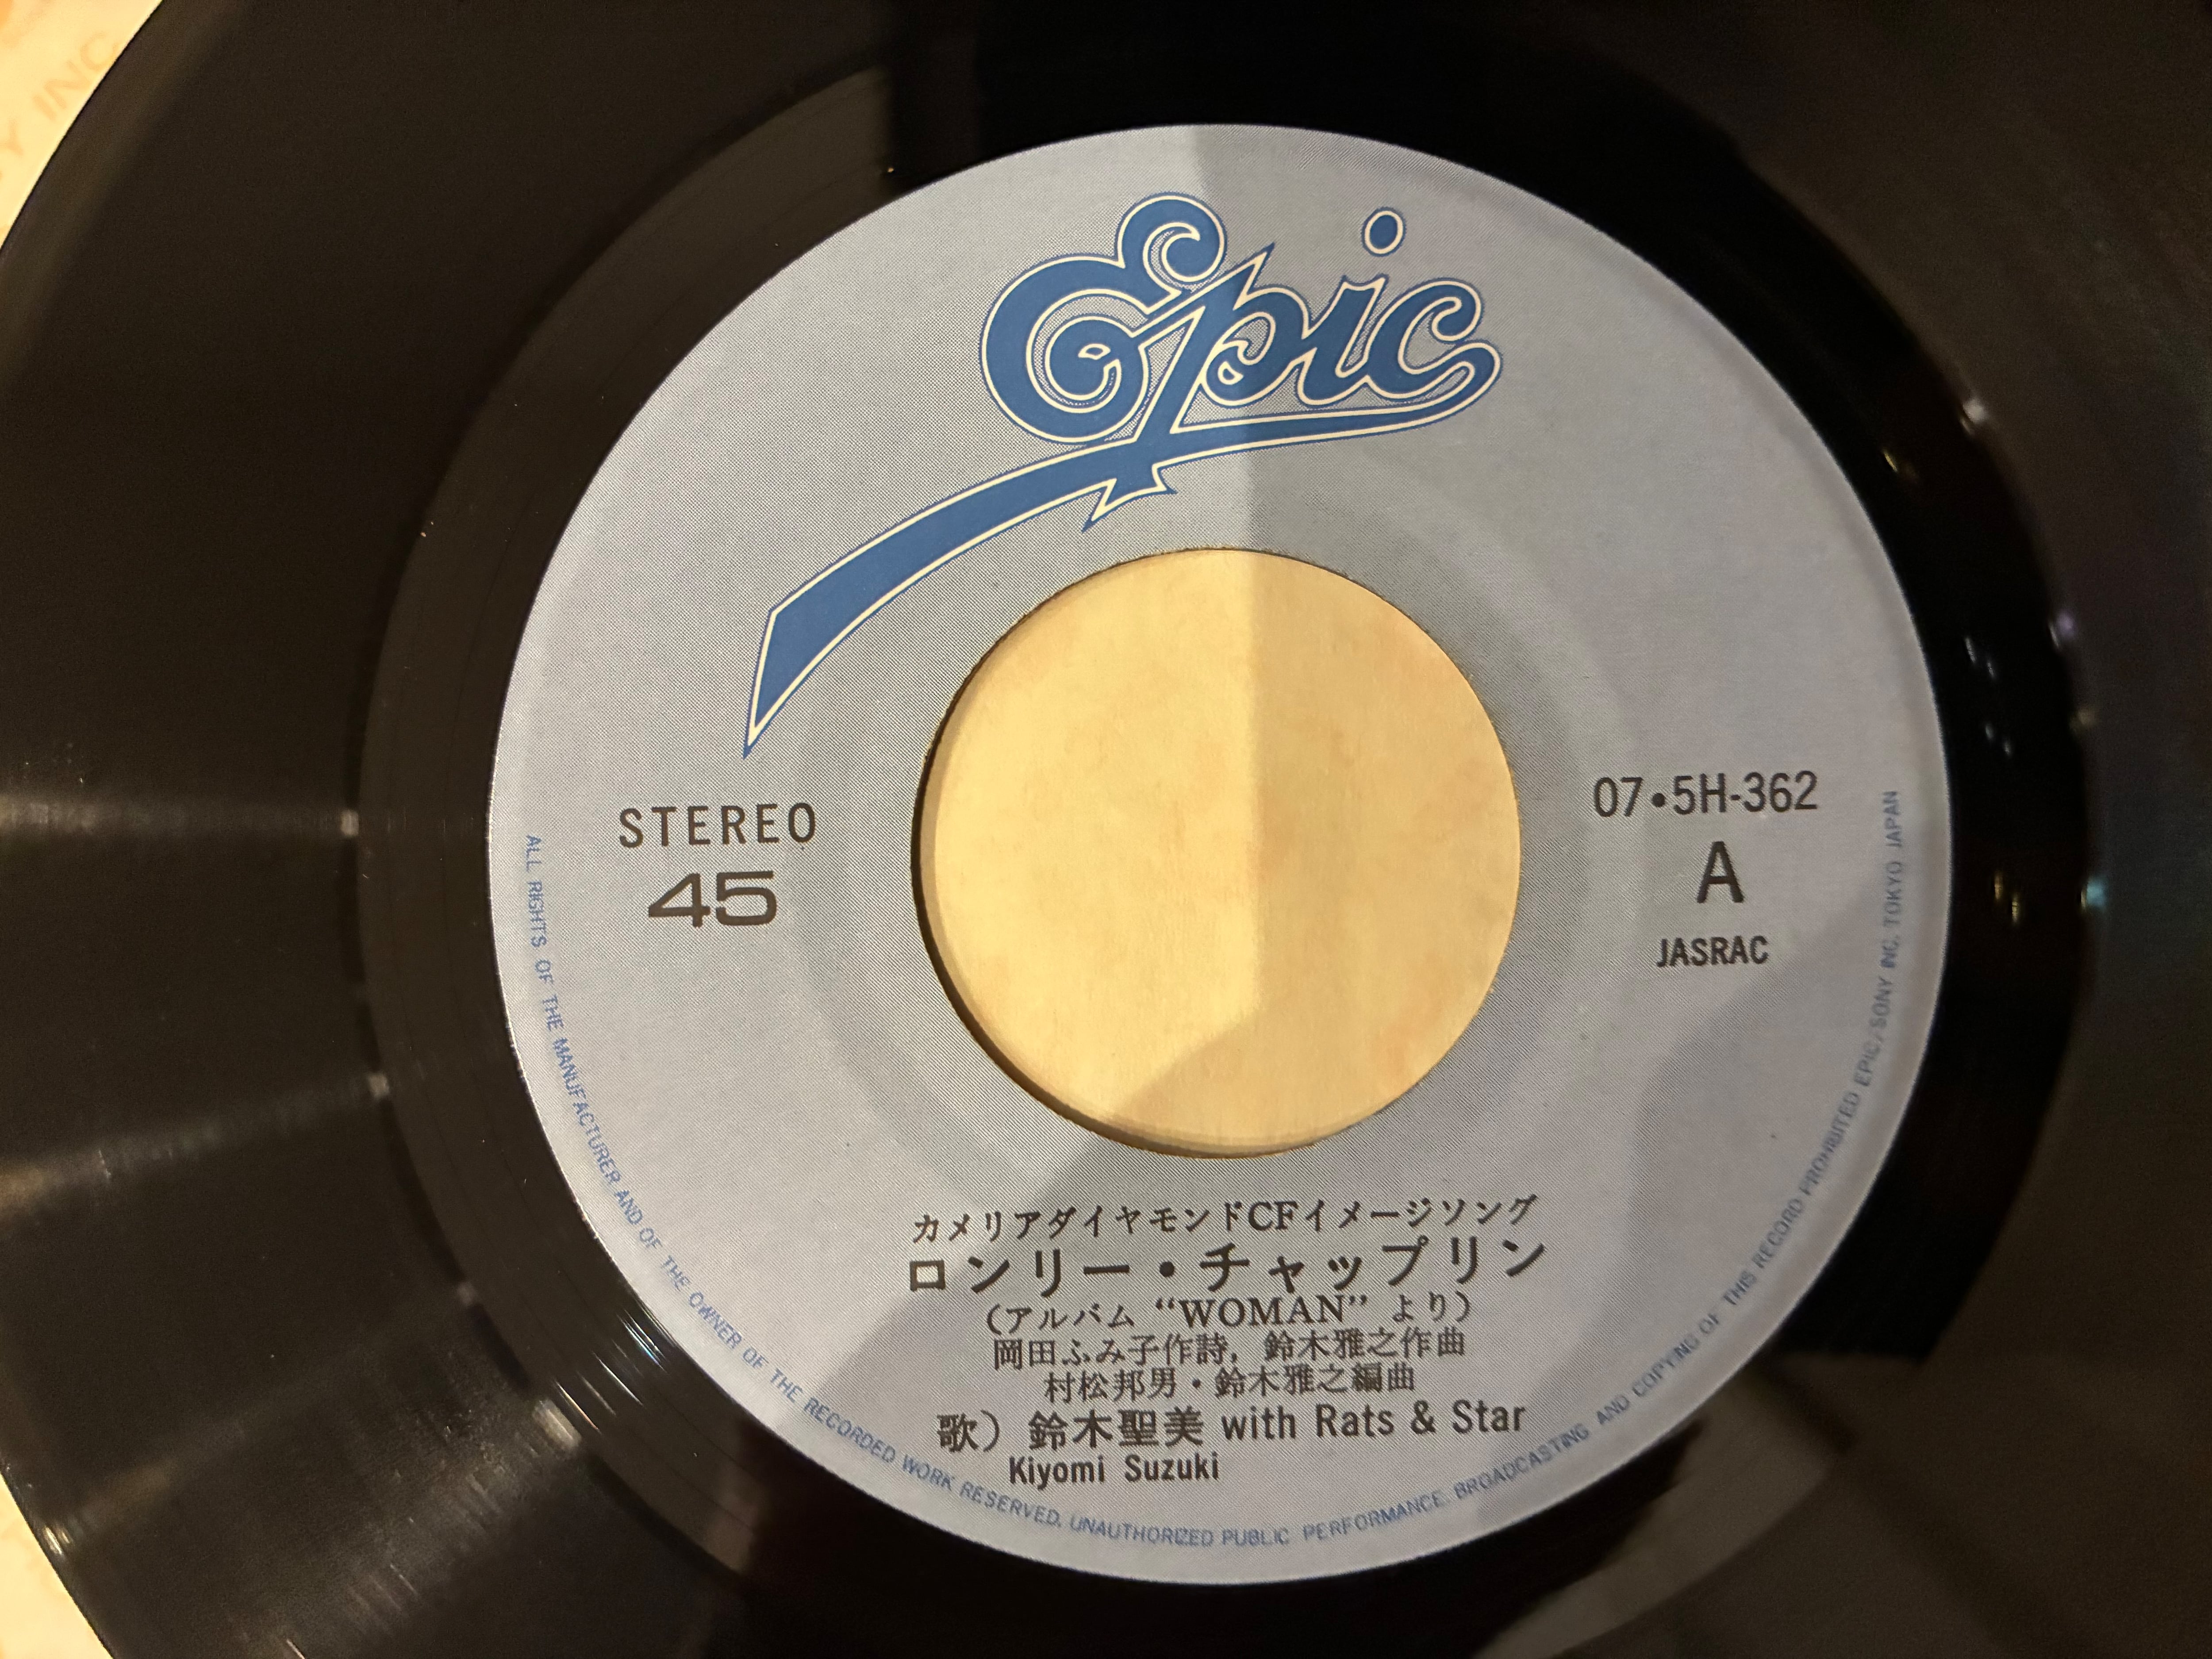 Epic
STEREO
45
07・5H-362
A
JASRAC
カメリアダイヤモンドCFイメージソング
ロンリー・チャップリン
(アルバム “WOMAN” より)
岡田ふみ子作詩, 鈴木雅之作曲
村松邦男・鈴木雅之編曲
歌) 鈴木聖美 with Rats & Star
Kiyomi Suzuki
ALL RIGHTS OF THE MANUFACTURER AND OF THE OWNER OF THE RECORDED WORK RESERVED. UNAUTHORIZED PUBLIC PERFORMANCE. BROADCASTING AND COPYING OF THIS RECORD PROHIBITED EPIC/SONY INC. TOKYO JAPAN
Y INC